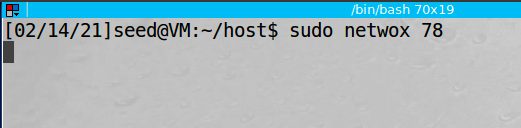 /bin/bash 70x19
[02/14/21]seed@VM:~/host$ sudo netwox 78